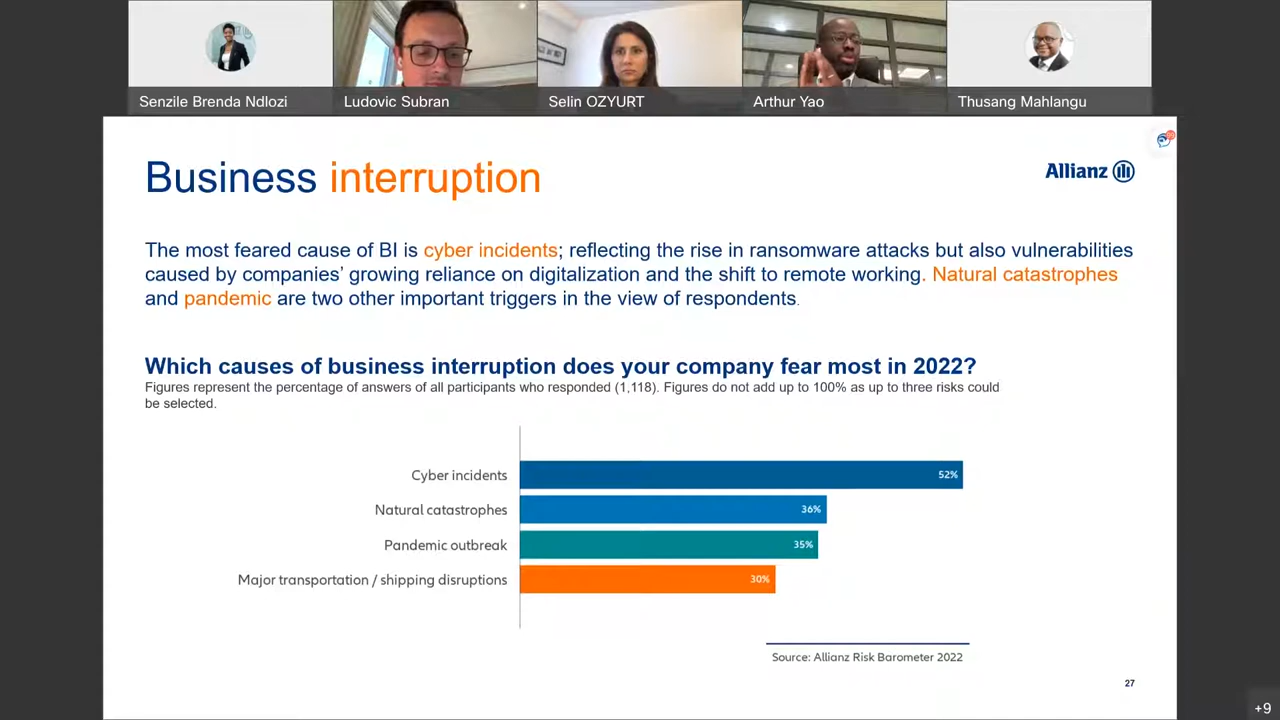 Senzile Brenda Ndlozi
Ludovic Subran
Selin OZYURT
Arthur Yao
Thusang Mahlangu
Business interruption
Allianz
The most feared cause of BI is cyber incidents; reflecting the rise in ransomware attacks but also vulnerabilities
caused by companies’ growing reliance on digitalization and the shift to remote working. Natural catastrophes
and pandemic are two other important triggers in the view of respondents.
Which causes of business interruption does your company fear most in 2022?
Figures represent the percentage of answers of all participants who responded (1,118). Figures do not add up to 100% as up to three risks could
be selected.
Cyber incidents 52%
Natural catastrophes 36%
Pandemic outbreak 35%
Major transportation / shipping disruptions 30%
Source: Allianz Risk Barometer 2022
27
+9